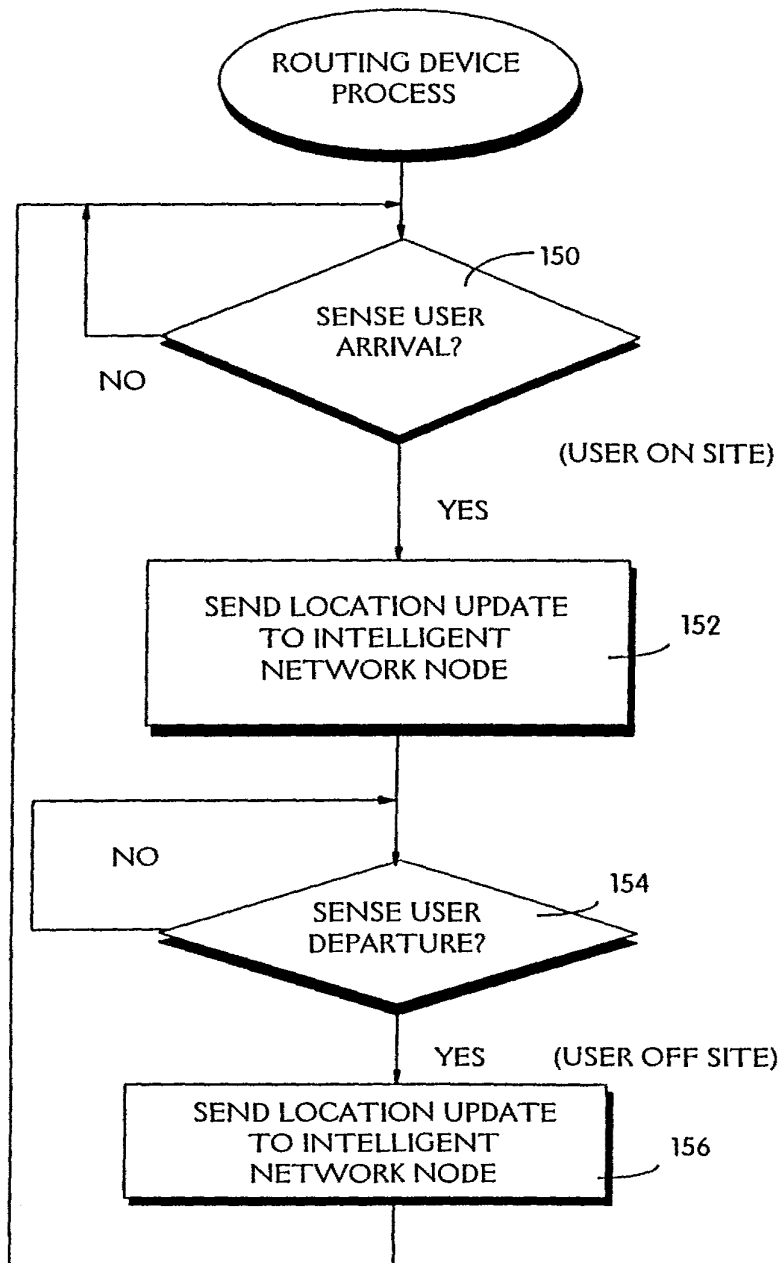 ROUTING DEVICE
PROCESS
150
SENSE USER
ARRIVAL?
NO
(USER ON SITE)
YES
SEND LOCATION UPDATE
TO INTELLIGENT
NETWORK NODE
152
NO
154
SENSE USER
DEPARTURE?
YES (USER OFF SITE)
SEND LOCATION UPDATE
TO INTELLIGENT
NETWORK NODE
156